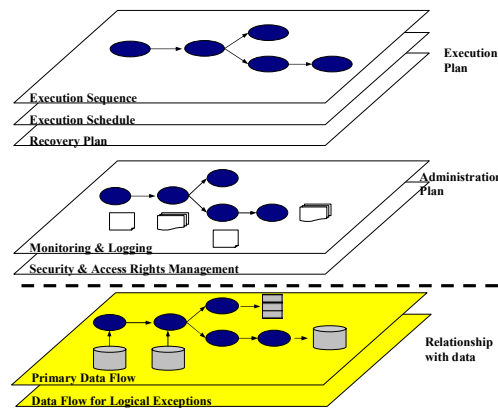 Execution
Plan
Execution Sequence
Execution Schedule
Recovery Plan
Administration
Plan
Monitoring & Logging
Security & Access Rights Management
Relationship
with data
Primary Data Flow
Data Flow for Logical Exceptions